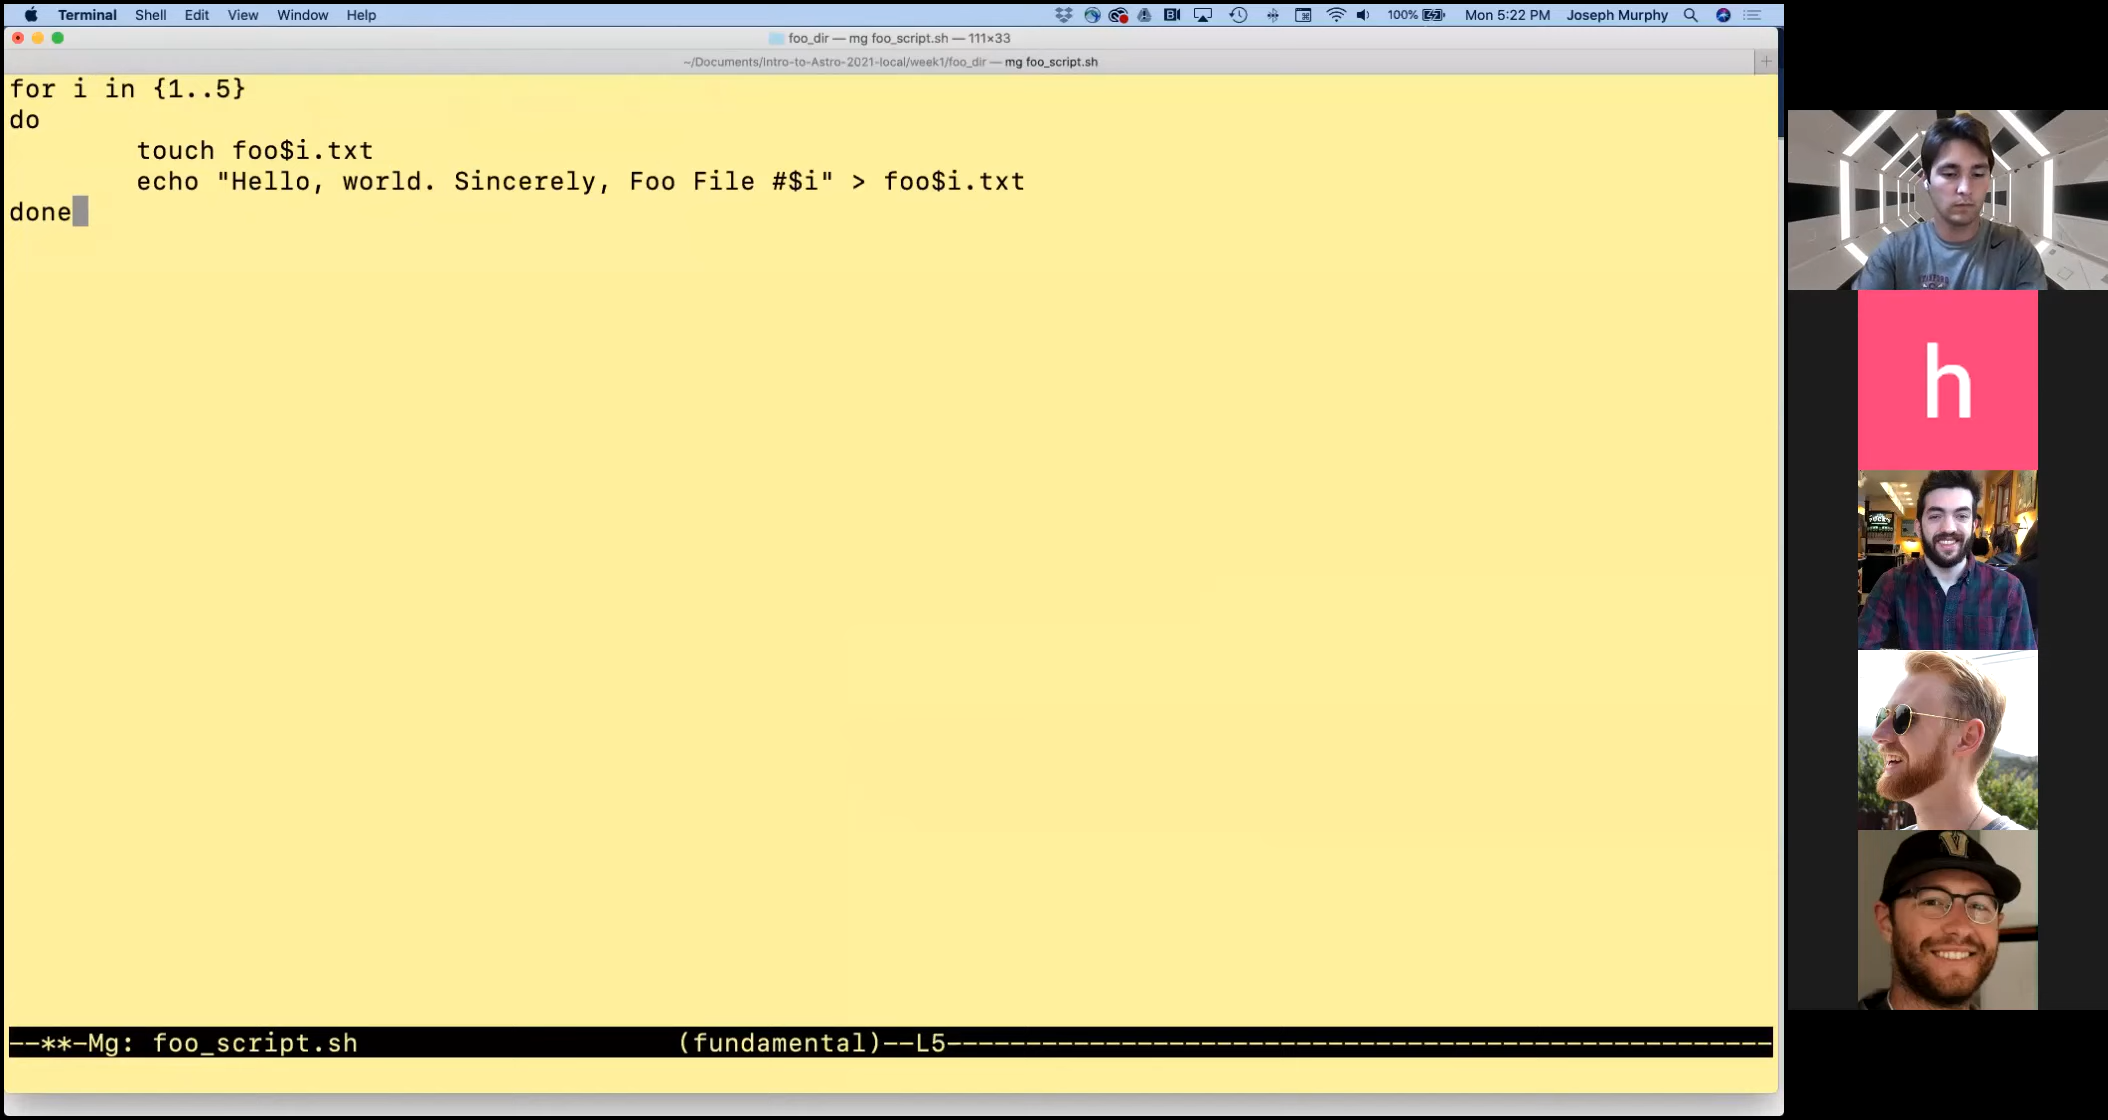 Terminal Shell Edit View Window Help 100% Mon 5:22 PM Joseph Murphy
foo_dir — mg foo_script.sh — 111×33
~/Documents/Intro-to-Astro-2021-local/week1/foo_dir — mg foo_script.sh
for i in {1..5}
do
touch foo$i.txt
echo "Hello, world. Sincerely, Foo File #$i" > foo$i.txt
done
--**-Mg: foo_script.sh (fundamental)--L5--------------------------------------------------------
h
V